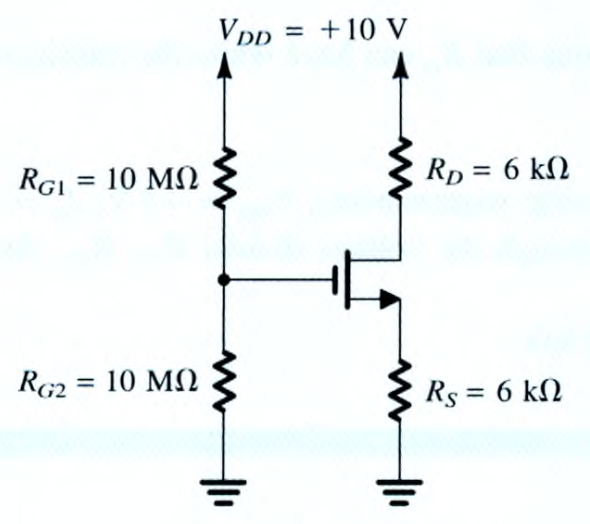 V_DD = +10 V
R_G1 = 10 MΩ
R_D = 6 kΩ
R_G2 = 10 MΩ
R_S = 6 kΩ